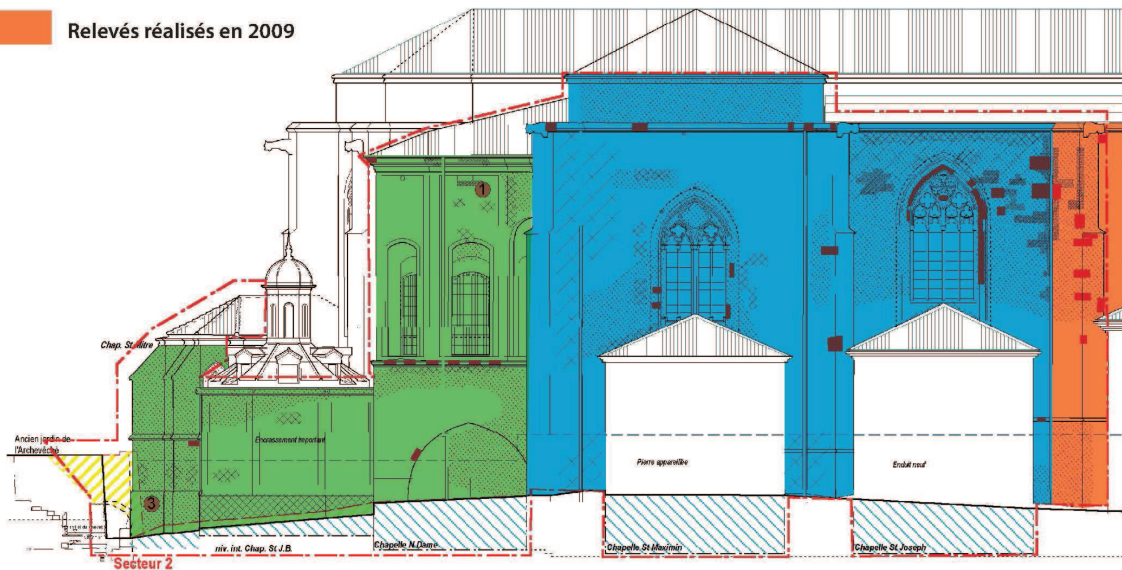 Relevés réalisés en 2009
1
Chap. St Mitre
Ancien jardin de
l'Archevêché
Encrassement important
Pierre appareillée
Enduit neuf
3
niv. int. Chap. St J.B.
Chapelle N.Dame
Chapelle St Maximin
Chapelle St Joseph
Secteur 2